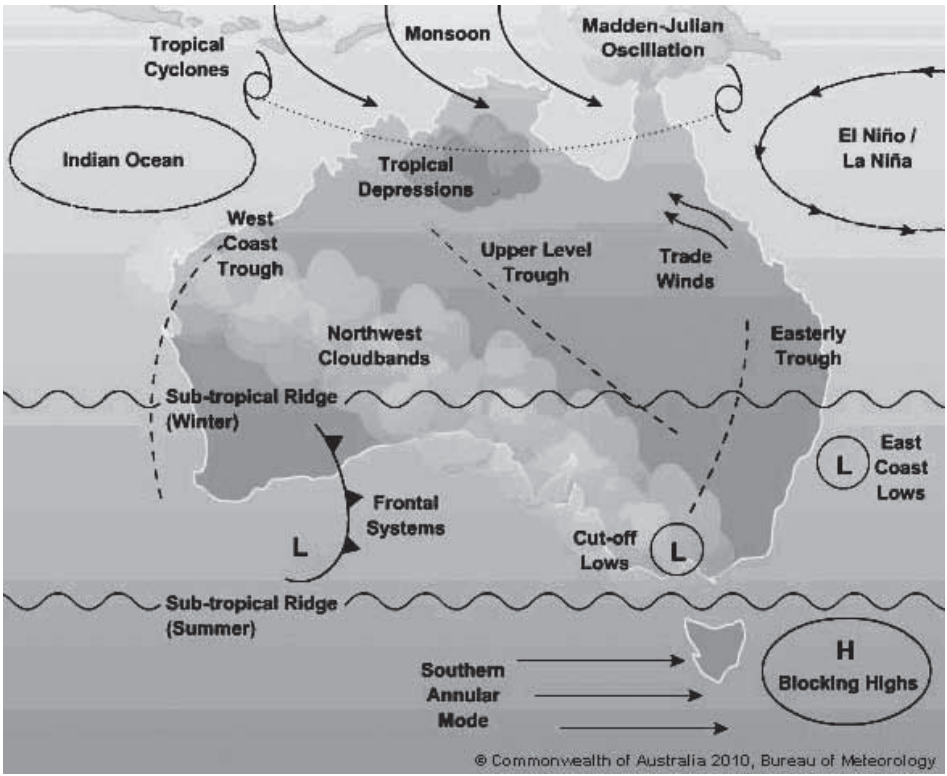 Tropical
Cyclones
Monsoon
Madden-Julian
Oscillation
Indian Ocean
El Niño /
La Niña
Tropical
Depressions
West
Coast
Trough
Upper Level
Trough
Trade
Winds
Northwest
Cloudbands
Easterly
Trough
Sub-tropical Ridge
(Winter)
L
East
Coast
Lows
Frontal
Systems
L
Cut-off
Lows
L
Sub-tropical Ridge
(Summer)
Southern
Annular
Mode
H
Blocking Highs
© Commonwealth of Australia 2010, Bureau of Meteorology